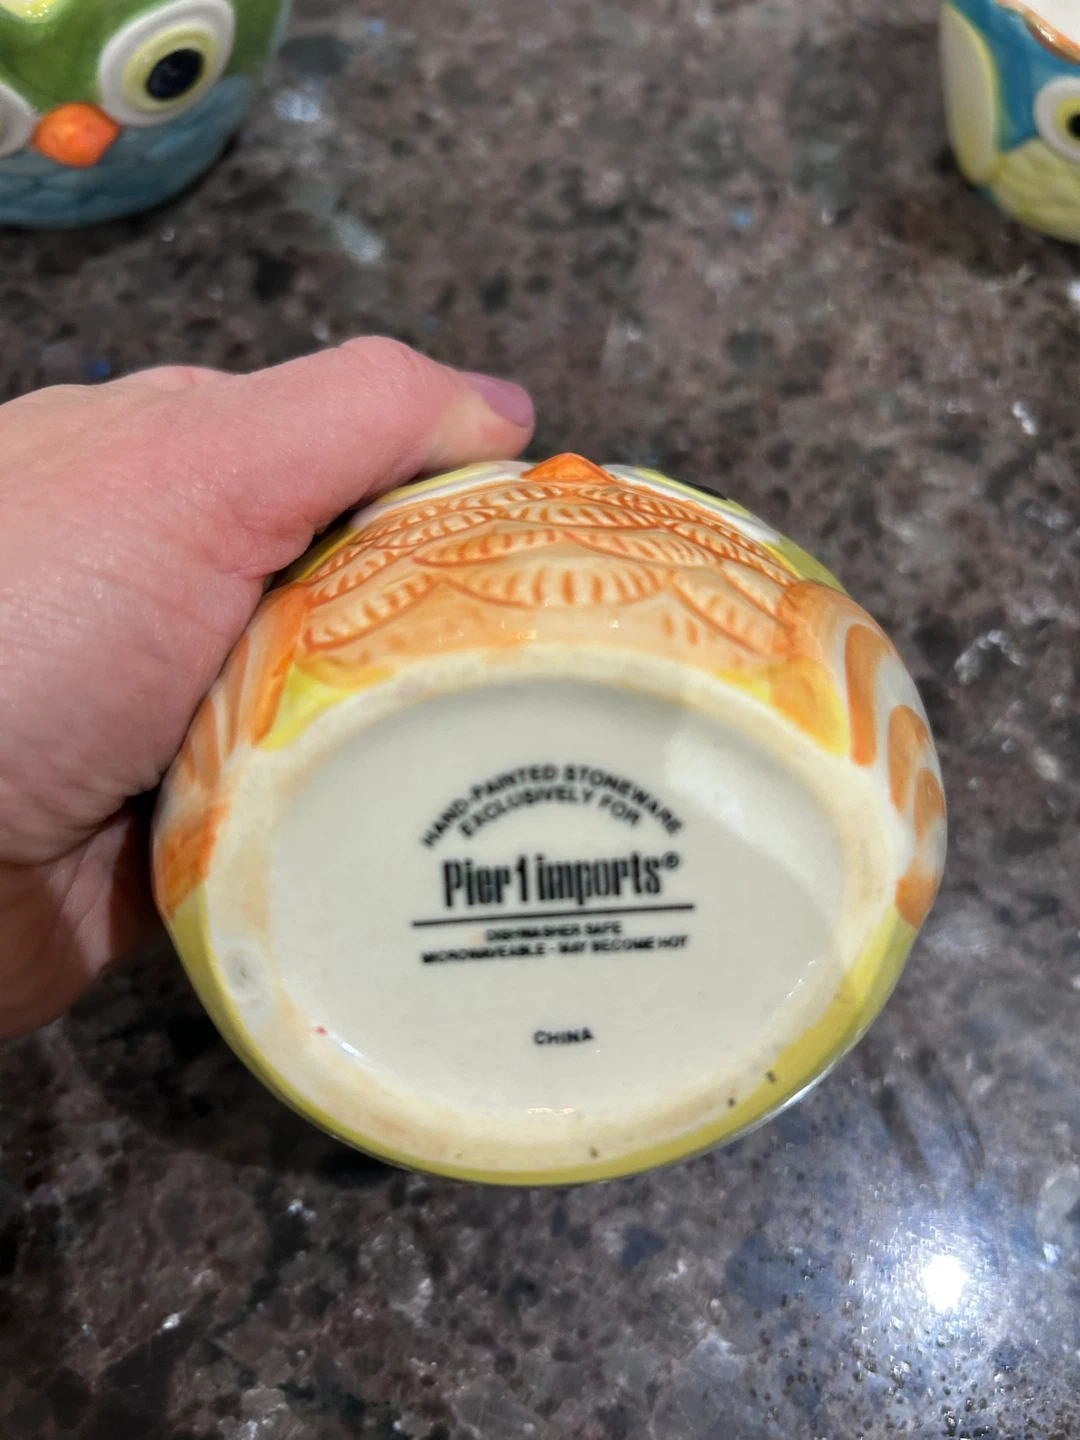 HAND-PAINTED STONEWARE
EXCLUSIVELY FOR
Pier 1 imports®
DISHWASHER SAFE
MICROWAVEABLE - MAY BECOME HOT
CHINA